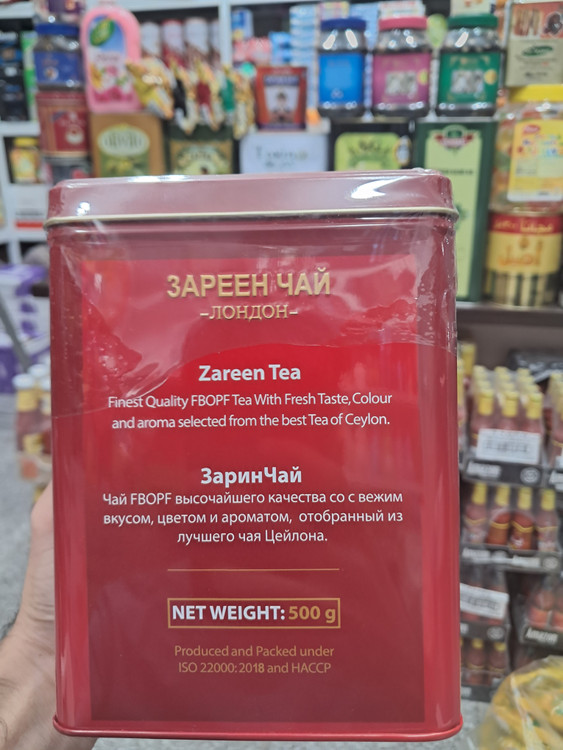 ЗАРЕЕН ЧАЙ
–ЛОНДОН–
Zareen Tea
Finest Quality FBOPF Tea With Fresh Taste, Colour
and aroma selected from the best Tea of Ceylon.
ЗаринЧай
Чай FBOPF высочайшего качества со с вежим
вкусом, цветом и ароматом, отобранный из
лучшего чая Цейлона.
NET WEIGHT: 500 g
Produced and Packed under
ISO 22000: 2018 and HACCP